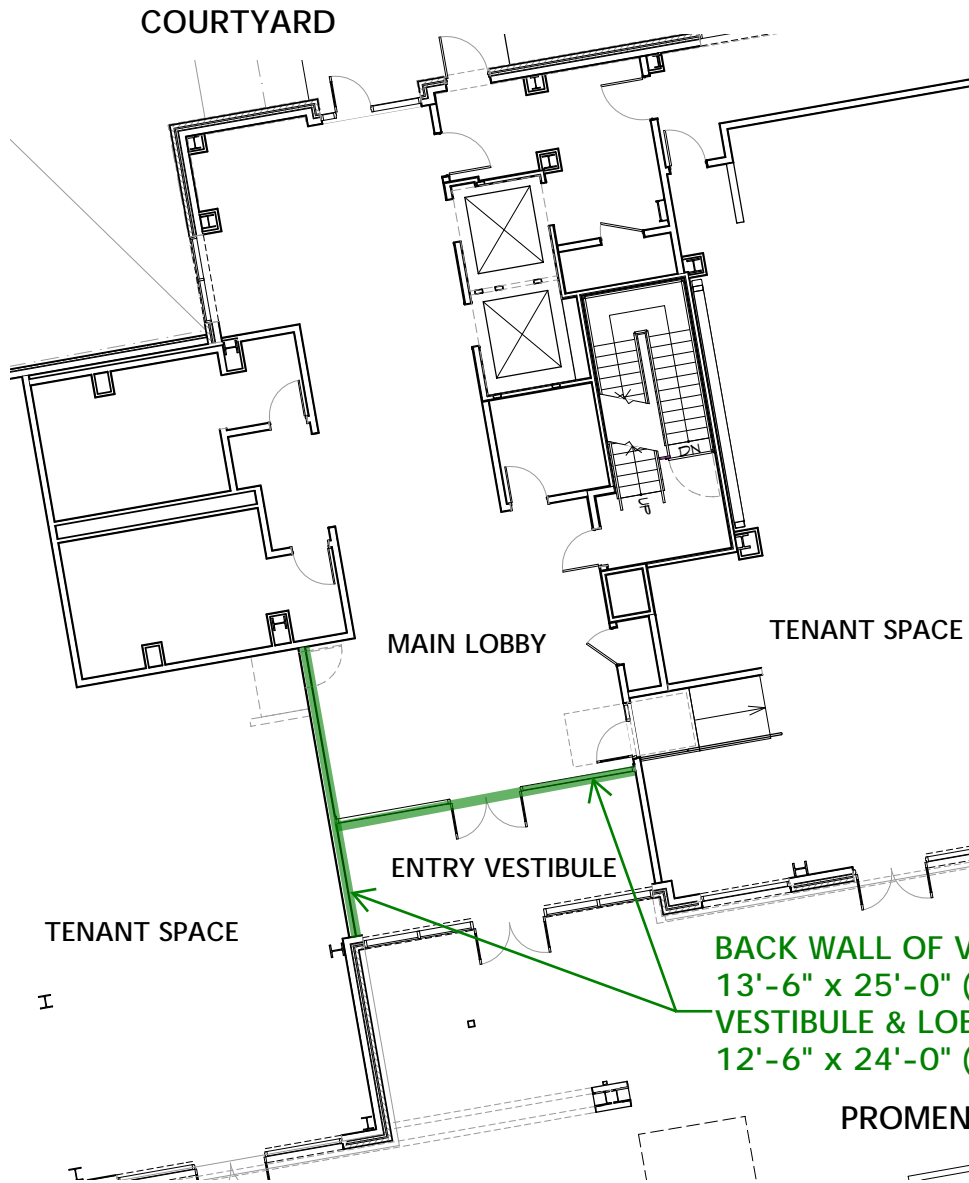 COURTYARD
DN
UP
MAIN LOBBY
TENANT SPACE
ENTRY VESTIBULE
TENANT SPACE
BACK WALL OF V
13'-6" x 25'-0" (
VESTIBULE & LOB
12'-6" x 24'-0" (
PROMEN